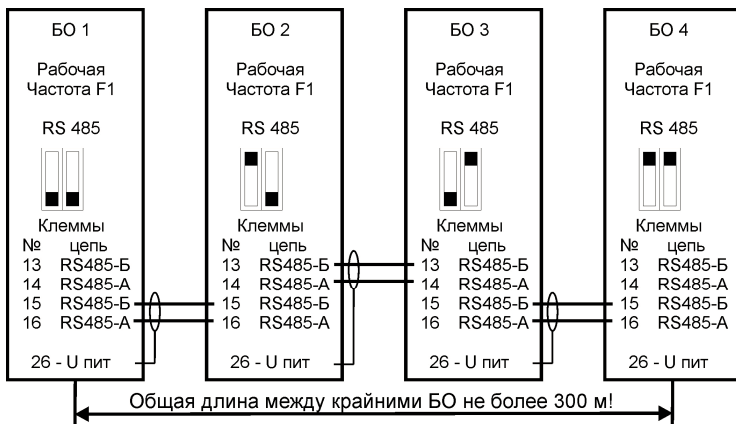 БО 1
Рабочая
Частота F1
RS 485
Клеммы
№ цепь
13 RS485-Б
14 RS485-А
15 RS485-Б
16 RS485-А
26 - U пит
БО 2
Рабочая
Частота F1
RS 485
Клеммы
№ цепь
13 RS485-Б
14 RS485-А
15 RS485-Б
16 RS485-А
26 - U пит
БО 3
Рабочая
Частота F1
RS 485
Клеммы
№ цепь
13 RS485-Б
14 RS485-А
15 RS485-Б
16 RS485-А
26 - U пит
БО 4
Рабочая
Частота F1
RS 485
Клеммы
№ цепь
13 RS485-Б
14 RS485-А
15 RS485-Б
16 RS485-А
26 - U пит
Общая длина между крайними БО не более 300 м!